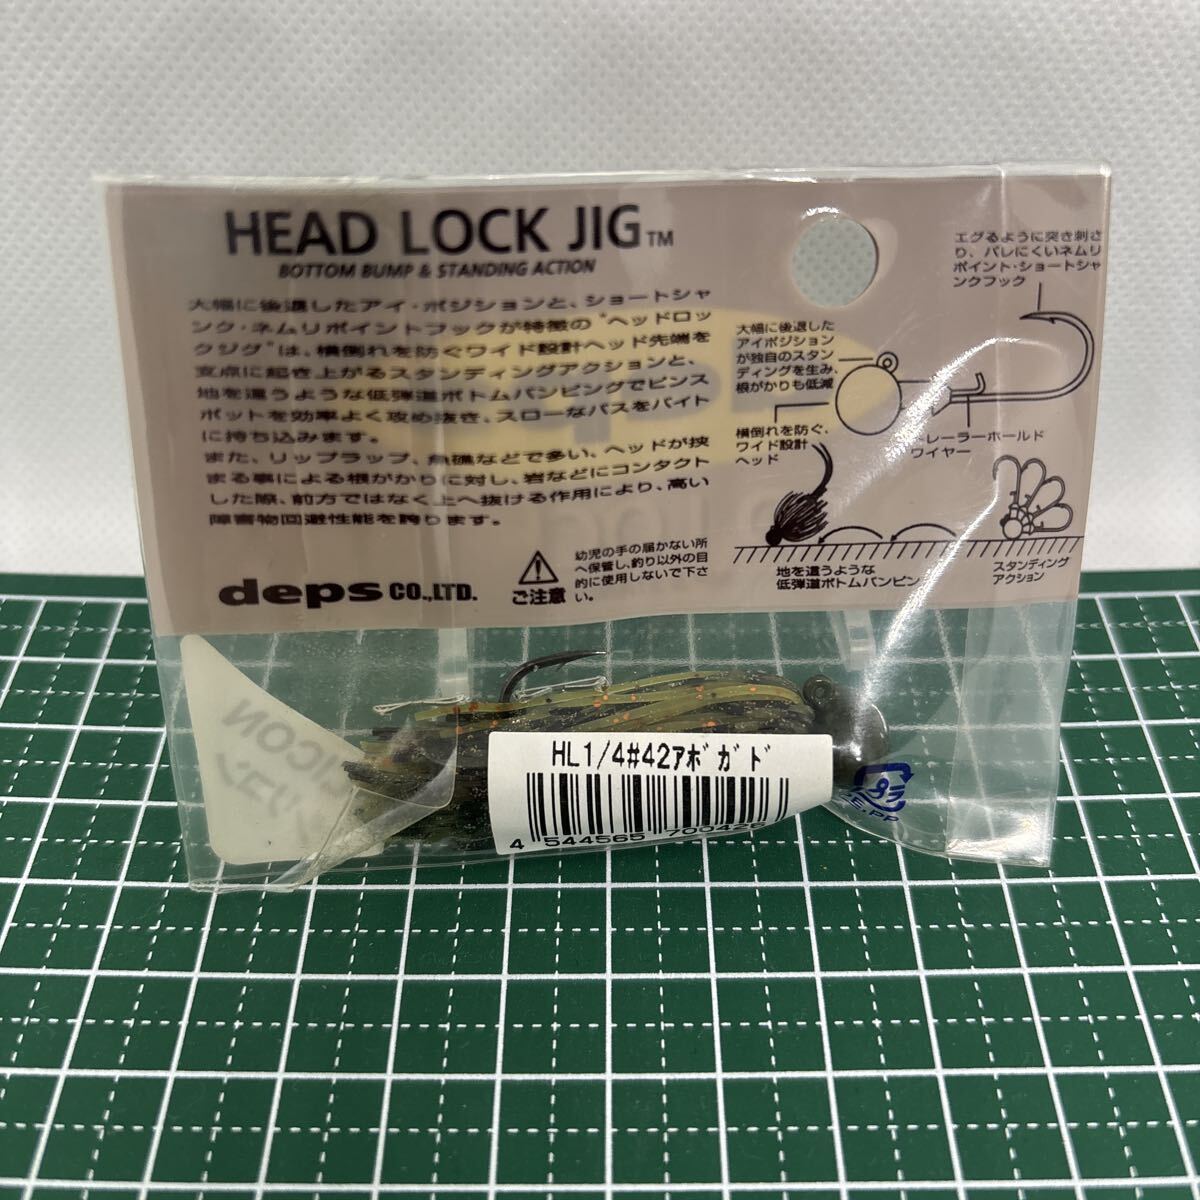 HEAD LOCK JIG™
BOTTOM BUMP & STANDING ACTION
大幅に後退したアイ・ポジションと、ショートシャ
ンク・ネムリポイントフックが特徴の"ヘッドロッ
クジグ"は、横倒れを防ぐワイド設計ヘッド先端を
支点に起き上がるスタンディングアクションと、
地を這うような低弾道ボトムバンピングでピンス
ポットを効率よく攻め抜き、スローなバスをバイト
に持ち込みます。
また、リップラップ、魚礁などで多い、ヘッドが挟
まる事による根がかりに対し、岩などにコンタクト
した際、前方ではなく上へ抜ける作用により、高い
障害物回避性能を誇ります。
deps CO.,LTD.
ご注意
幼児の手の届かない所
へ保管し、釣り以外の目
的に使用しないで下さ
い。
エグるように突き刺さ
り、バレにくいネムリ
ポイント・ショートシャ
ンクフック
大幅に後退した
アイポジション
が独自のスタン
ディングを生み、
根がかりも低減
横倒れを防ぐ、
ワイド設計
ヘッド
トレーラーホールド
ワイヤー
地を這うような
低弾道ボトムバンピン
スタンディング
アクション
HL1/4#42ｱﾎﾞｶﾞﾄﾞ
4 544565
プラ
PE,PP